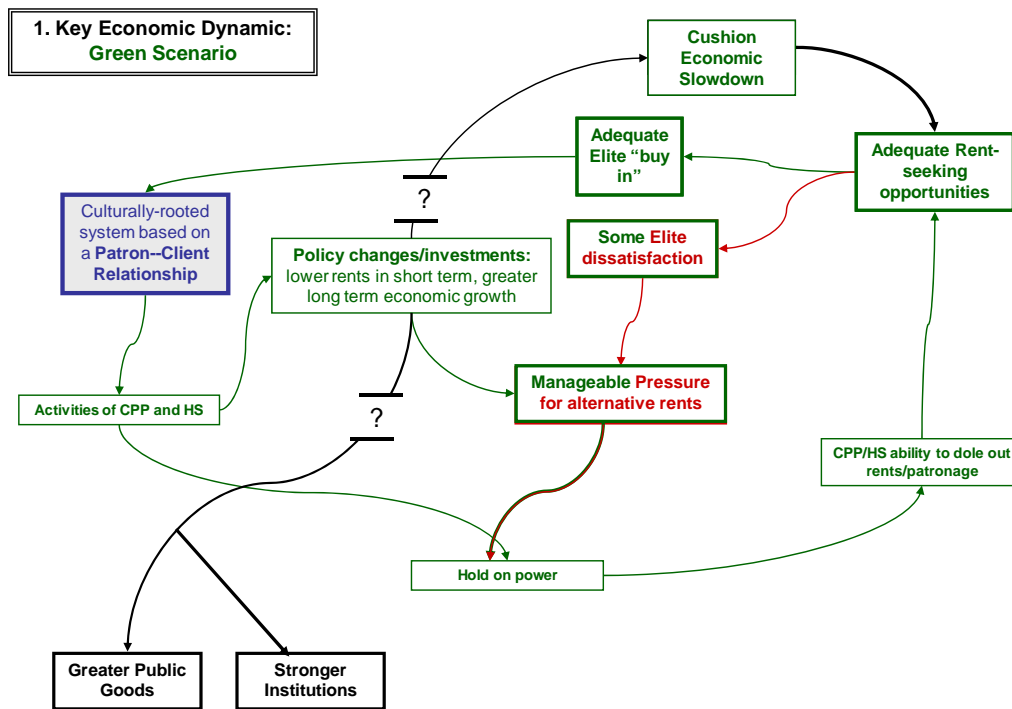 1. Key Economic Dynamic:
Green Scenario
Cushion
Economic
Slowdown
Adequate
Elite “buy
in”
Adequate Rent-
seeking
opportunities
?
Culturally-rooted
system based on
a Patron--Client
Relationship
Some Elite
dissatisfaction
Policy changes/investments:
lower rents in short term, greater
long term economic growth
Manageable Pressure
for alternative rents
Activities of CPP and HS
?
CPP/HS ability to dole out
rents/patronage
Hold on power
Greater Public
Goods
Stronger
Institutions